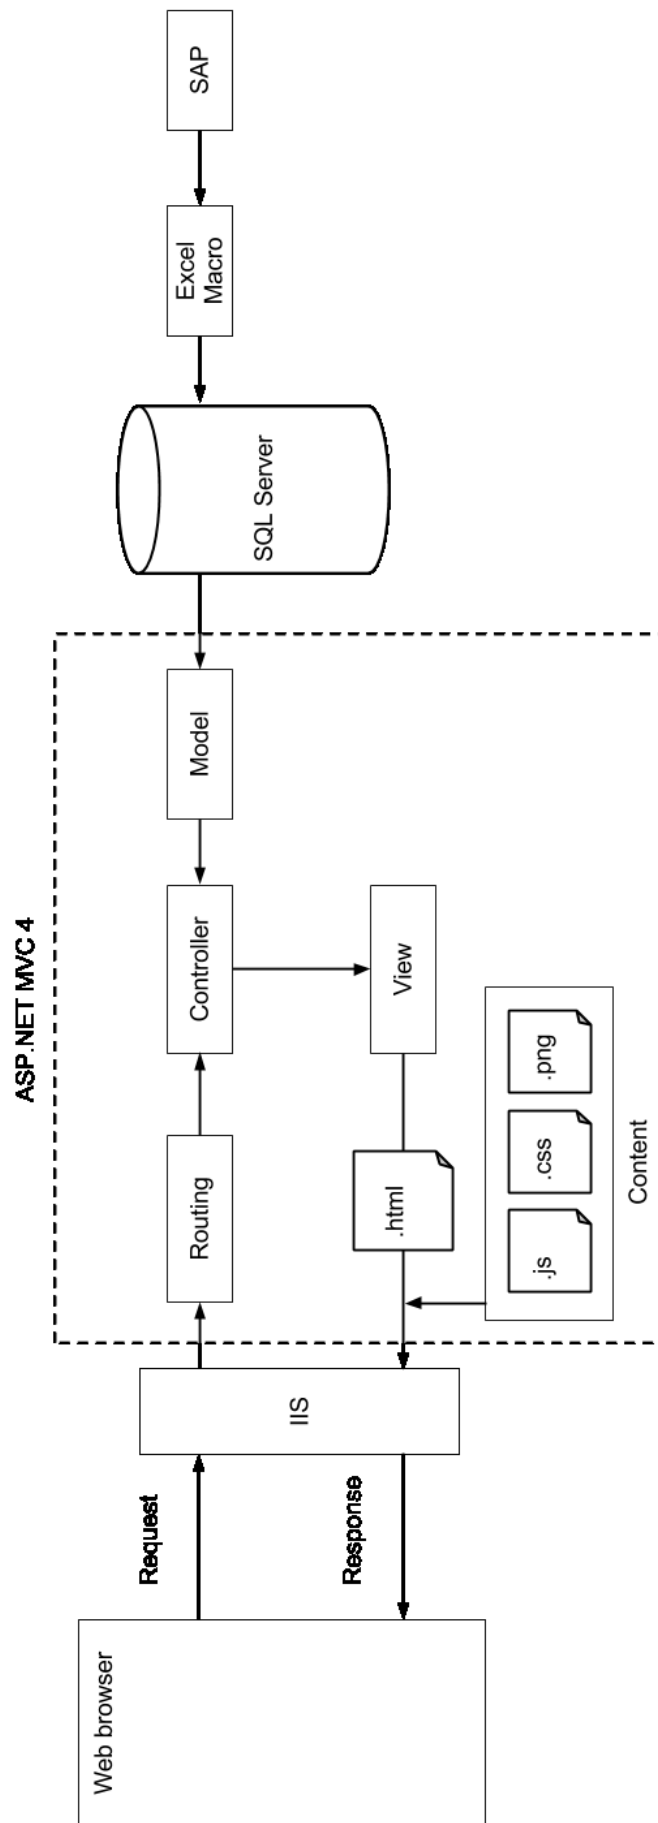 Web browser
Request
Response
IIS
ASP.NET MVC 4
Routing
Controller
Model
.html
View
.js
.css
.png
Content
SQL Server
Excel
Macro
SAP